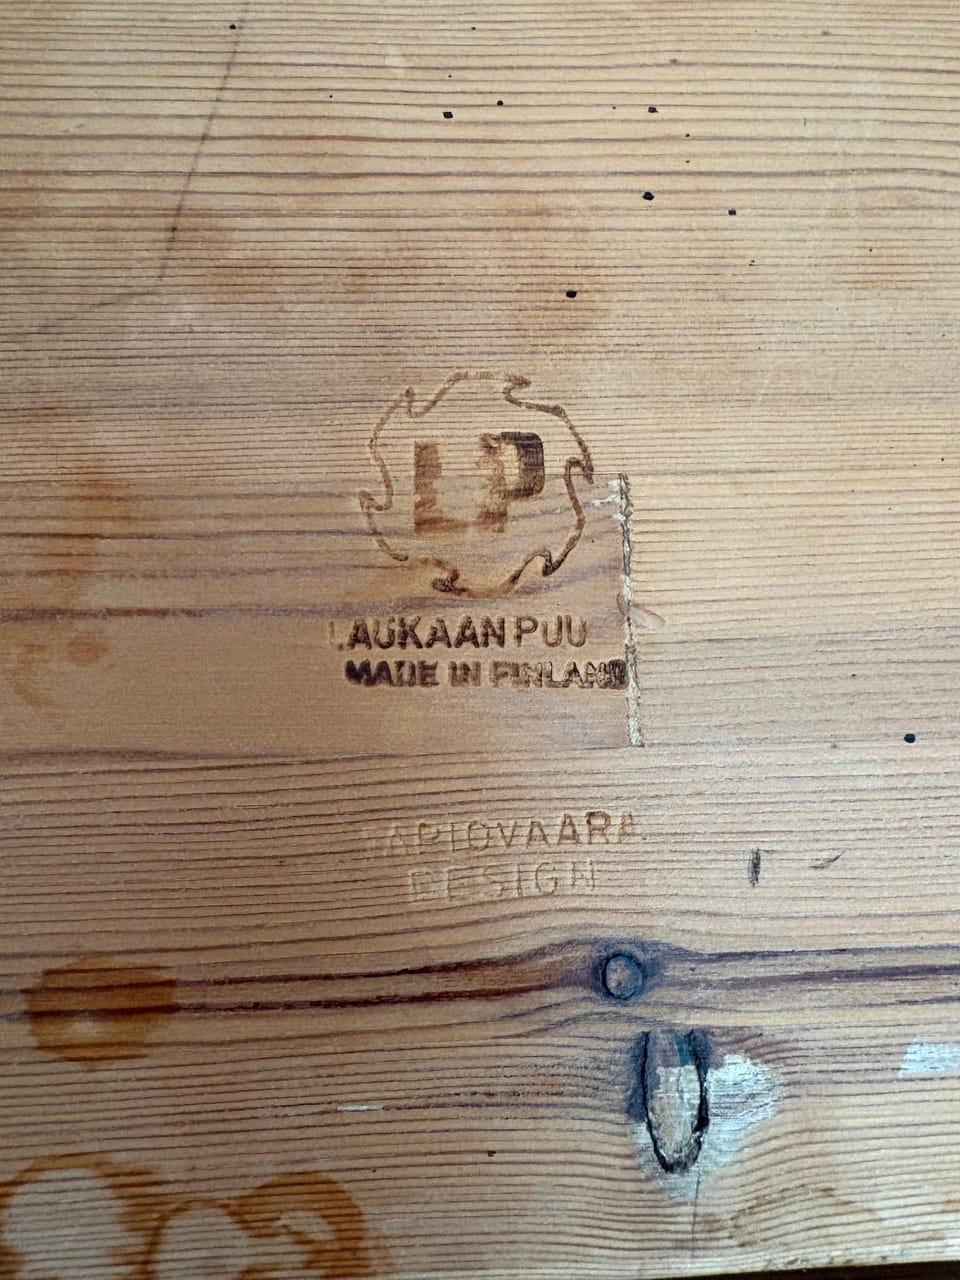 LP
LAUKAAN PUU
MADE IN FINLAND
TAPIOVAARA
DESIGN